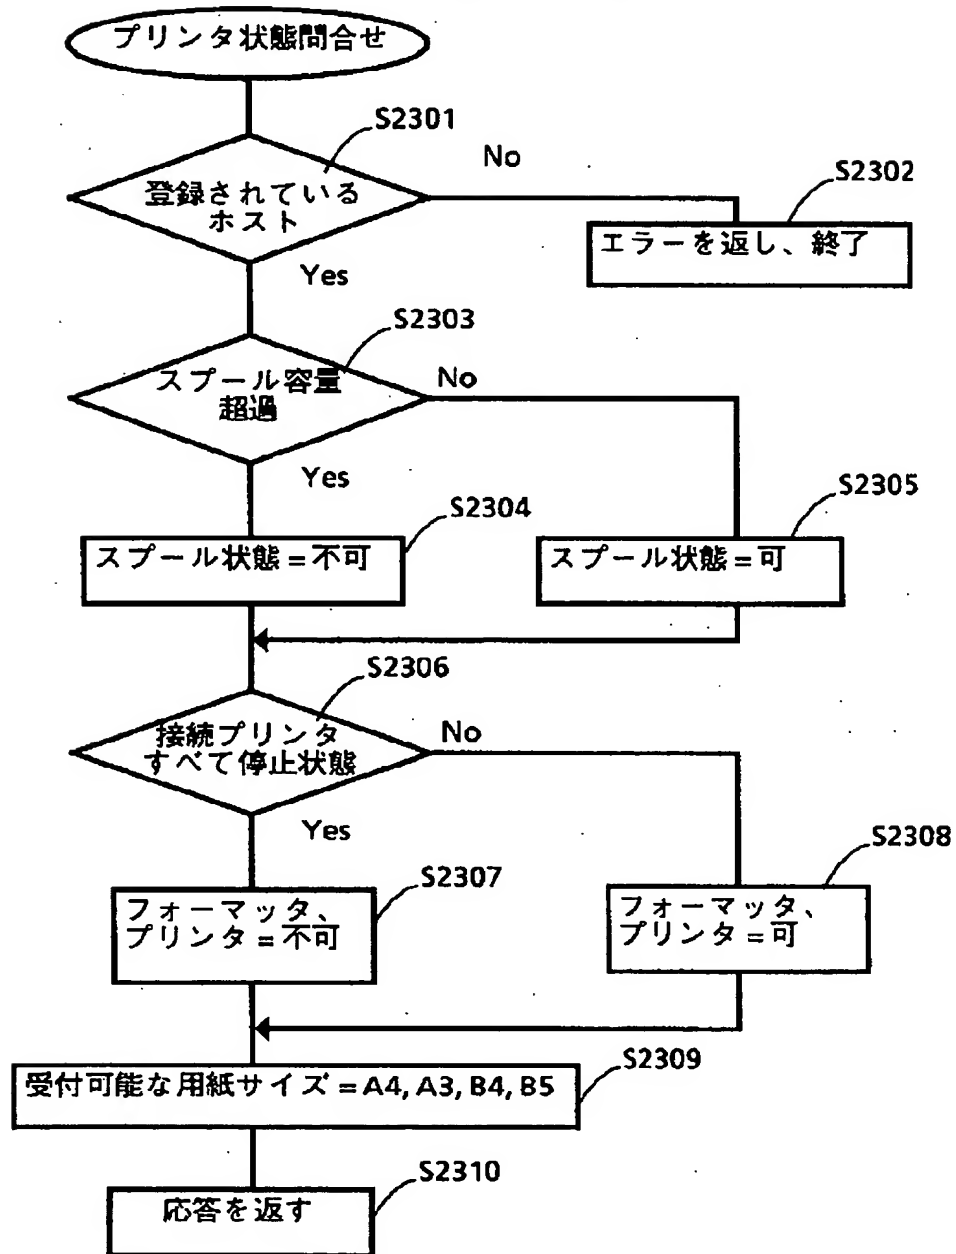 プリンタ状態問合せ
S2301
No
登録されている
ホスト
S2302
エラーを返し、終了
Yes
S2303
スプール容量
超過
No
Yes
S2304
スプール状態=不可
S2305
スプール状態=可
S2306
接続プリンタ
すべて停止状態
No
Yes
S2307
フォーマッタ、
プリンタ=不可
S2308
フォーマッタ、
プリンタ=可
S2309
受付可能な用紙サイズ=A4, A3, B4, B5
S2310
応答を返す